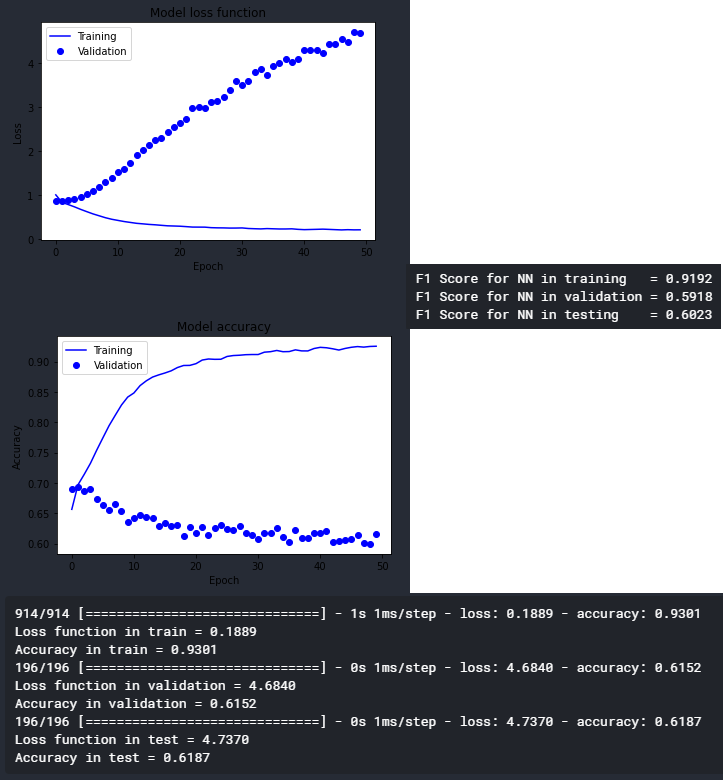 Model loss function
Training
Validation
4
3
2
1
0
Loss
0 10 20 30 40 50
Epoch
F1 Score for NN in training = 0.9192
F1 Score for NN in validation = 0.5918
F1 Score for NN in testing = 0.6023
Model accuracy
Training
Validation
0.90
0.85
0.80
0.75
0.70
0.65
0.60
Accuracy
0 10 20 30 40 50
Epoch
914/914 [==============================] - 1s 1ms/step - loss: 0.1889 - accuracy: 0.9301
Loss function in train = 0.1889
Accuracy in train = 0.9301
196/196 [==============================] - 0s 1ms/step - loss: 4.6840 - accuracy: 0.6152
Loss function in validation = 4.6840
Accuracy in validation = 0.6152
196/196 [==============================] - 0s 1ms/step - loss: 4.7370 - accuracy: 0.6187
Loss function in test = 4.7370
Accuracy in test = 0.6187